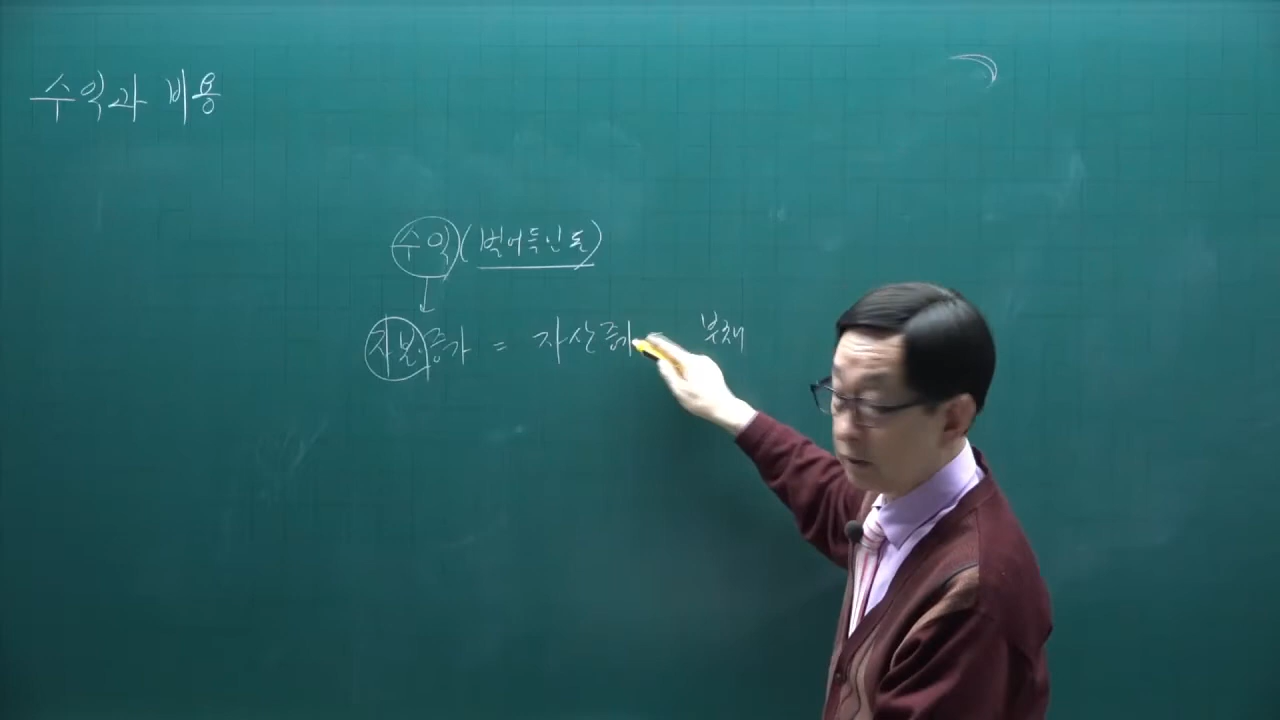 수익과 비용
수익(벌어들인 돈)
자본증가 = 자산증가 - 부채